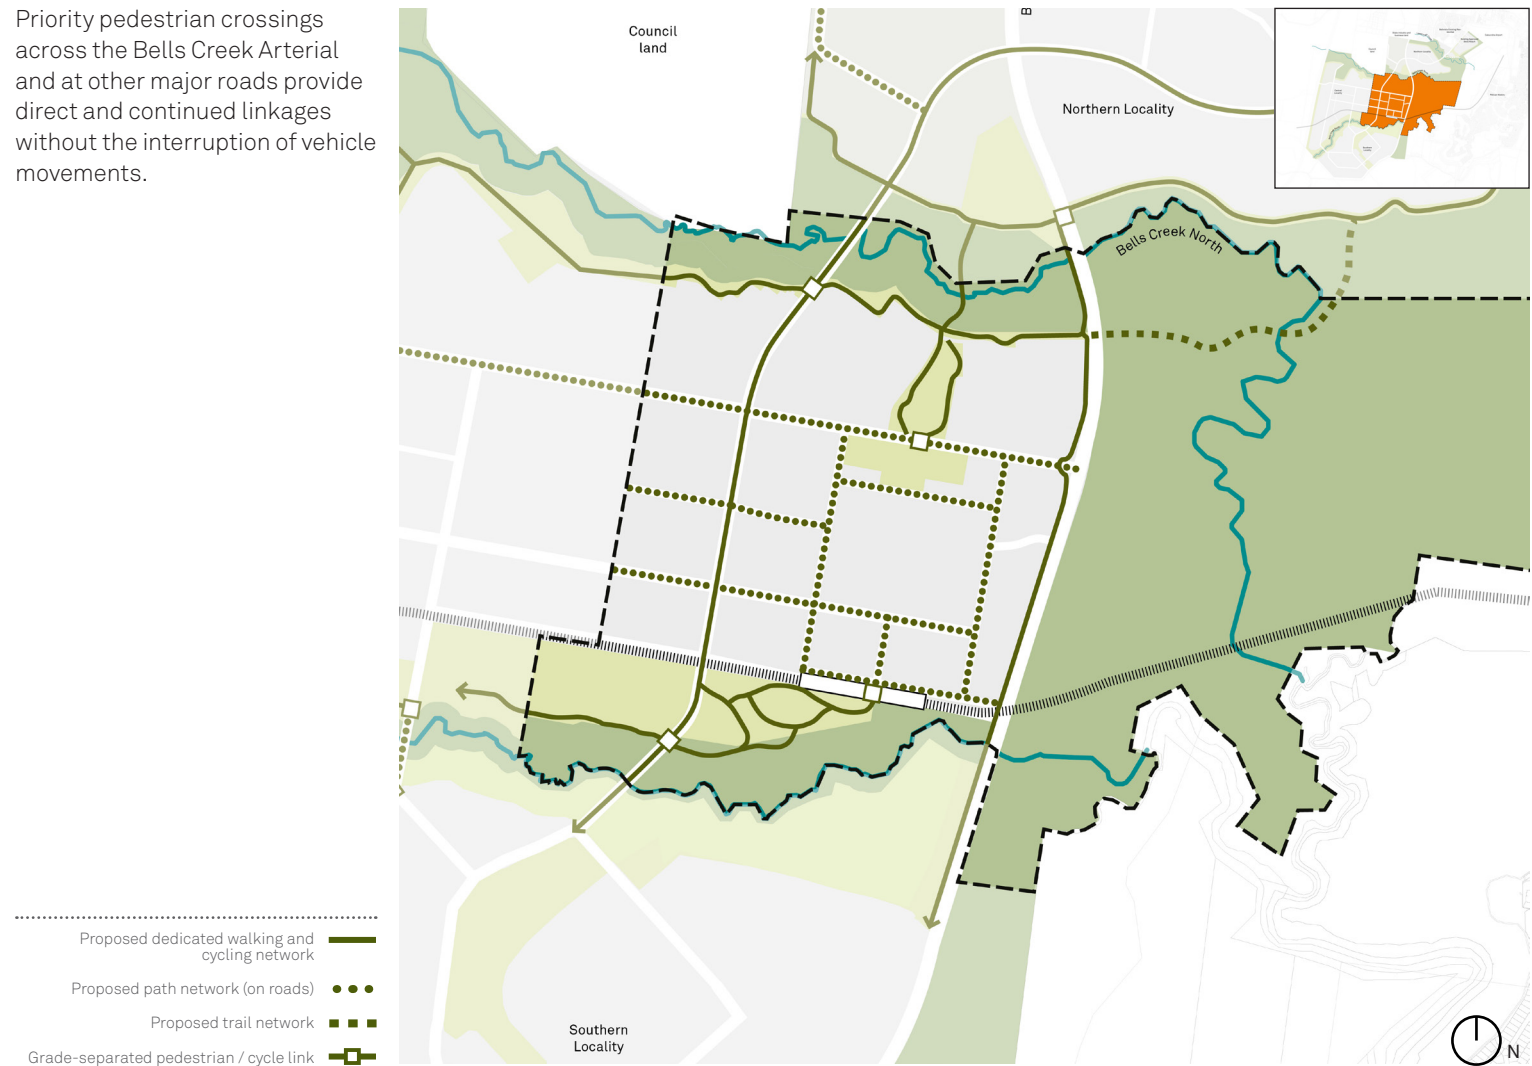 Priority pedestrian crossings
across the Bells Creek Arterial
and at other major roads provide
direct and continued linkages
without the interruption of vehicle
movements.
Council
land
B
Northern Locality
Bells Creek North
Southern
Locality
Proposed dedicated walking and
cycling network
Proposed path network (on roads)
Proposed trail network
Grade-separated pedestrian / cycle link
N